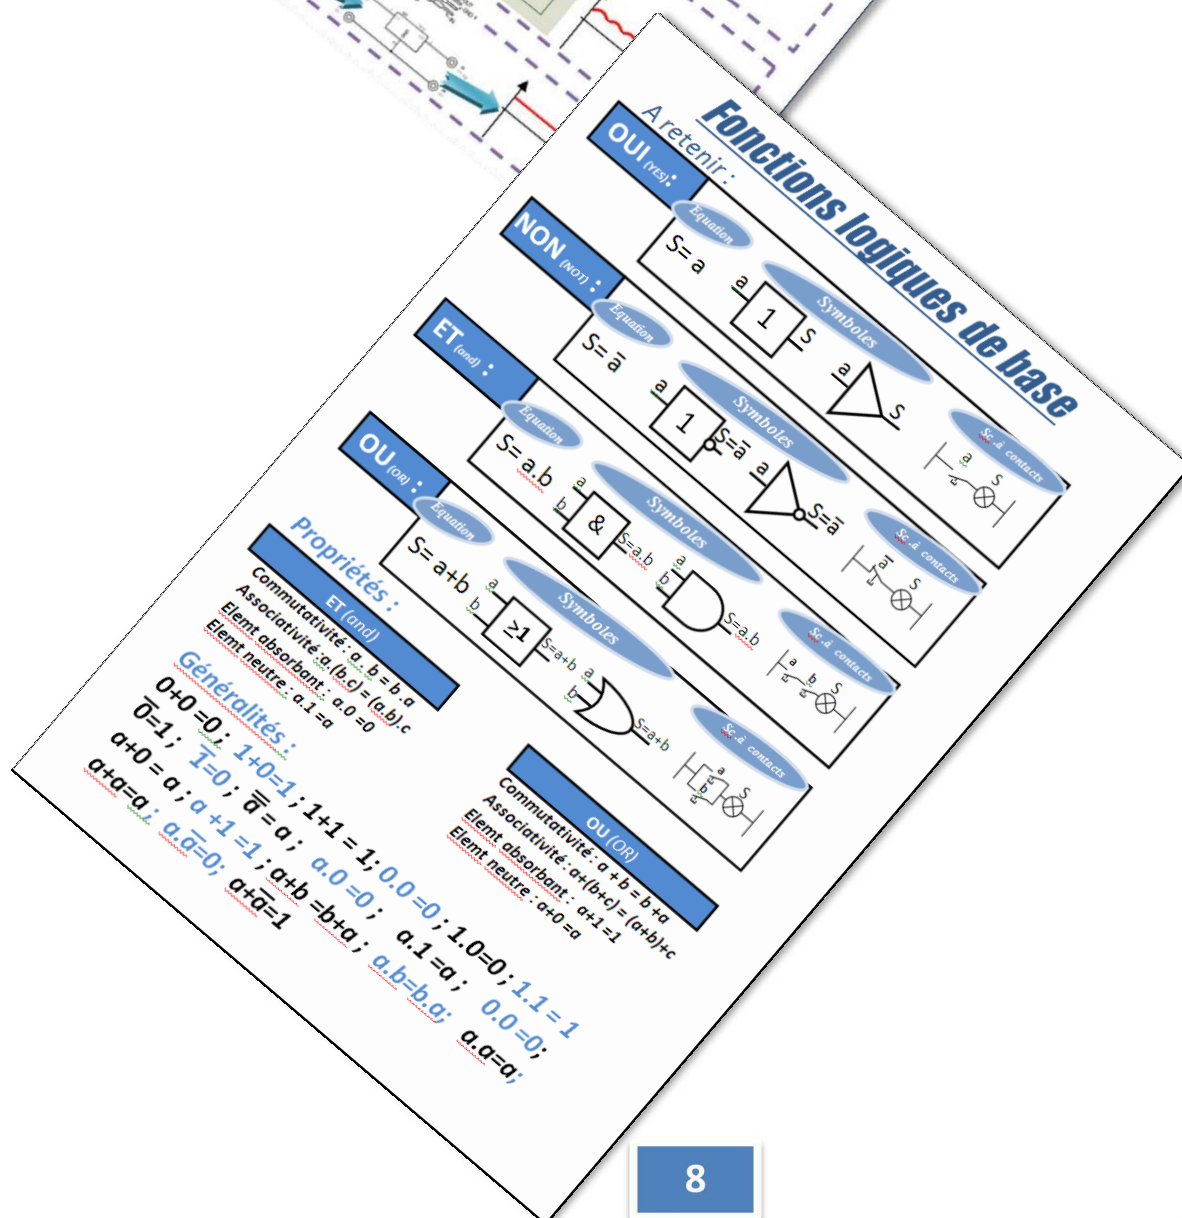 Fonctions logiques de base
A retenir :
OUI (YES):
Equation
S= a
Symboles
a
1
S
a
S
Sc .à contacts
a
S
NON (NOT) :
Equation
S= a̅
Symboles
a
1
S=a̅
a
S=a̅
Sc .à contacts
a̅
S
ET (and) :
Equation
S= a.b
Symboles
a
b
&
S=a.b
a
b
S=a.b
Sc .à contacts
a
b
S
OU (OR) :
Equation
S= a+b
Symboles
a
b
≥1
S=a+b
a
b
S=a+b
Sc .à contacts
a
b
S
Propriétés :
ET (and)
Commutativité : a . b = b .a
Associativité :a.(b.c) = (a.b).c
Elemt absorbant : a.0 =0
Elemt neutre : a.1 =a
OU (OR)
Commutativité : a + b = b +a
Associativité : a+(b+c) = (a+b)+c
Elemt absorbant : a+1 =1
Elemt neutre : a+0 =a
Généralités :
0+0 =0 ; 1+0=1 ; 1+1 = 1; 0.0 =0 ; 1.0=0 ; 1.1 = 1
0̅=1 ; 1̅=0 ; a̿ = a ; a.0 =0 ; a.1 =a ; 0.0 =0;
a+0 = a ; a +1 =1 ; a+b =b+a ; a.b=b.a; a.a=a;
a+a=a ; a.a̅=0; a+a̅=1
8